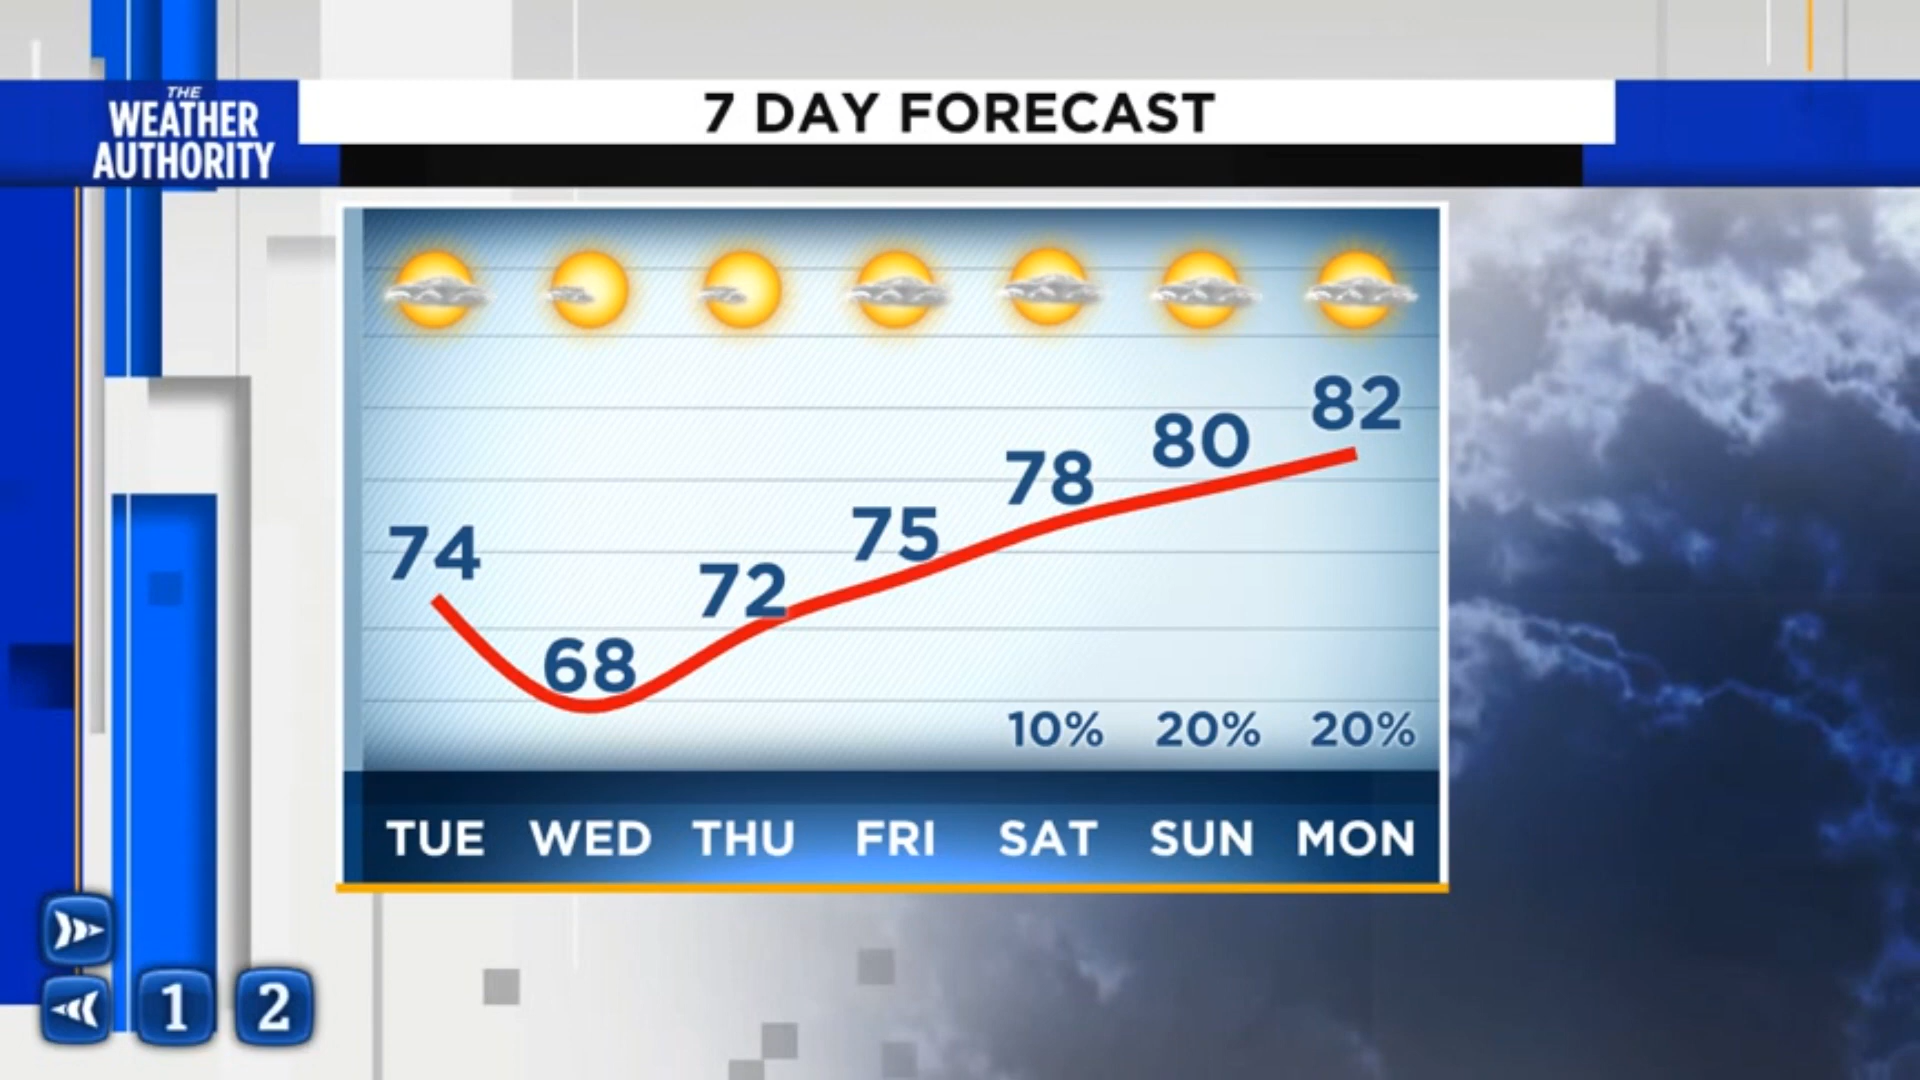 THE
WEATHER
AUTHORITY
7 DAY FORECAST
74 68 72 75 78 80 82
10% 20% 20%
TUE WED THU FRI SAT SUN MON
1 2